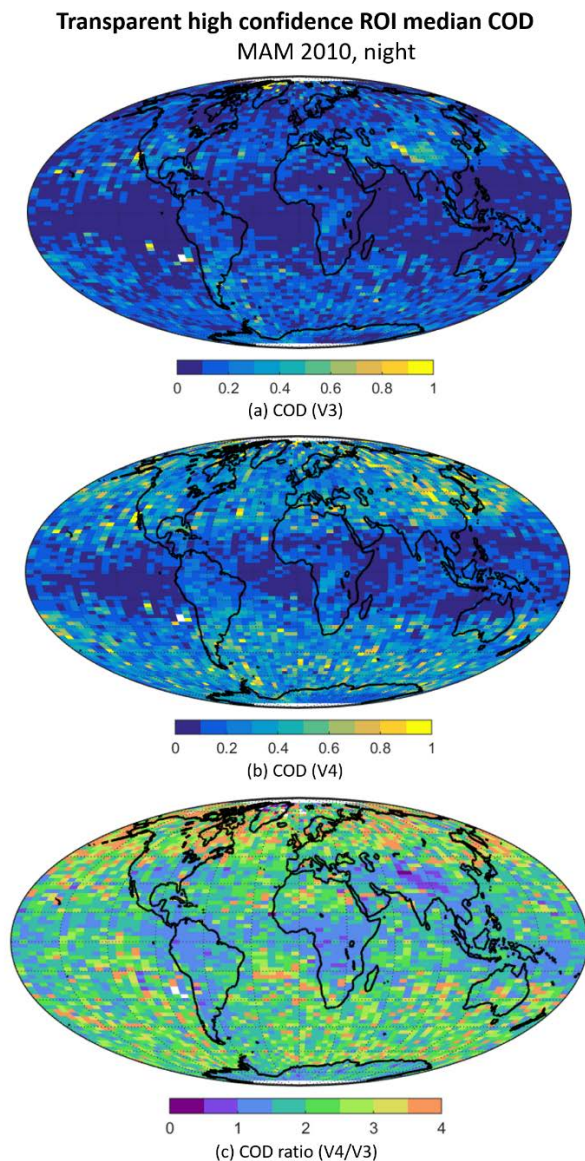 Transparent high confidence ROI median COD
MAM 2010, night
0 0.2 0.4 0.6 0.8 1
(a) COD (V3)
0 0.2 0.4 0.6 0.8 1
(b) COD (V4)
0 1 2 3 4
(c) COD ratio (V4/V3)